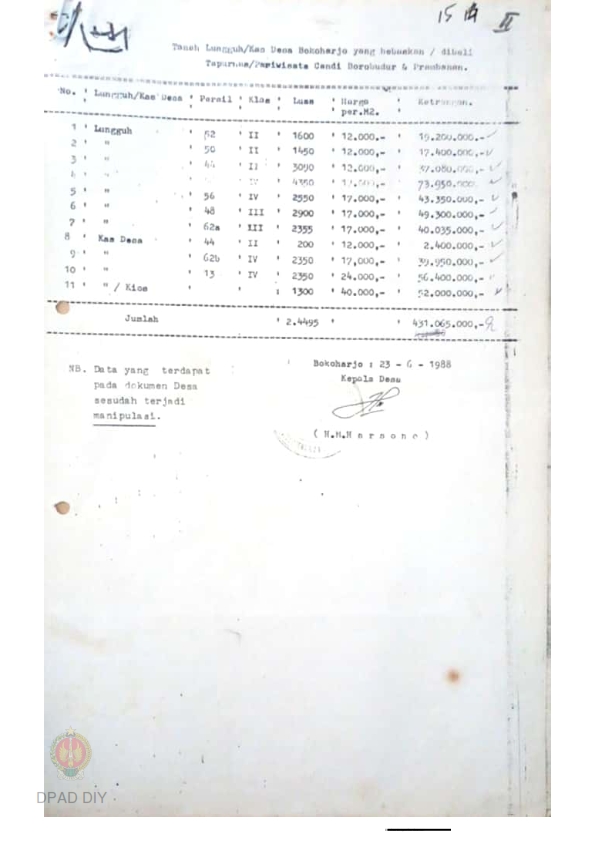 15 II
Tanah Lungguh/Kas Desa Bokoharjo yang bebaskan / dibeli
Tapurnas/Pariwisata Candi Borobudur & Prambanan.
No. ' Lungguh/Kas Desa ' Persil ' Klas ' Luas ' Harga per.M2. ' Ketrangan.
1 ' Lungguh ' 62 ' II ' 1600 ' 12.000,- ' 19.200.000,-
2 ' " ' 50 ' II ' 1450 ' 12.000,- ' 17.400.000,-
3 ' " ' 44 ' II ' 3090 ' 12.000,- ' 37.080.000,-
4 ' " ' IV ' 4350 ' 17.000,- ' 73.950.000,-
5 ' " ' 56 ' IV ' 2550 ' 17.000,- ' 43.350.000,-
6 ' " ' 48 ' III ' 2900 ' 17.000,- ' 49.300.000,-
7 ' " ' 62a ' III ' 2355 ' 17.000,- ' 40.035.000,-
8 ' Kas Desa ' 44 ' II ' 200 ' 12.000,- ' 2.400.000,-
9 ' " ' 62b ' IV ' 2350 ' 17,000,- ' 39.950.000,-
10 ' " ' 13 ' IV ' 2350 ' 24.000,- ' 56.400.000,-
11 ' " / Kios ' ' : 1300 ' 40.000,- ' 52.000.000,-
Jumlah ' 2.4495 ' ' 431.065.000,-
NB. Data yang terdapat
pada dokumen Desa
sesudah terjadi
manipulasi.
Bokoharjo : 23 - 6 - 1988
Kepala Desa
( H.M.H a r s o n o )
DPAD DIY